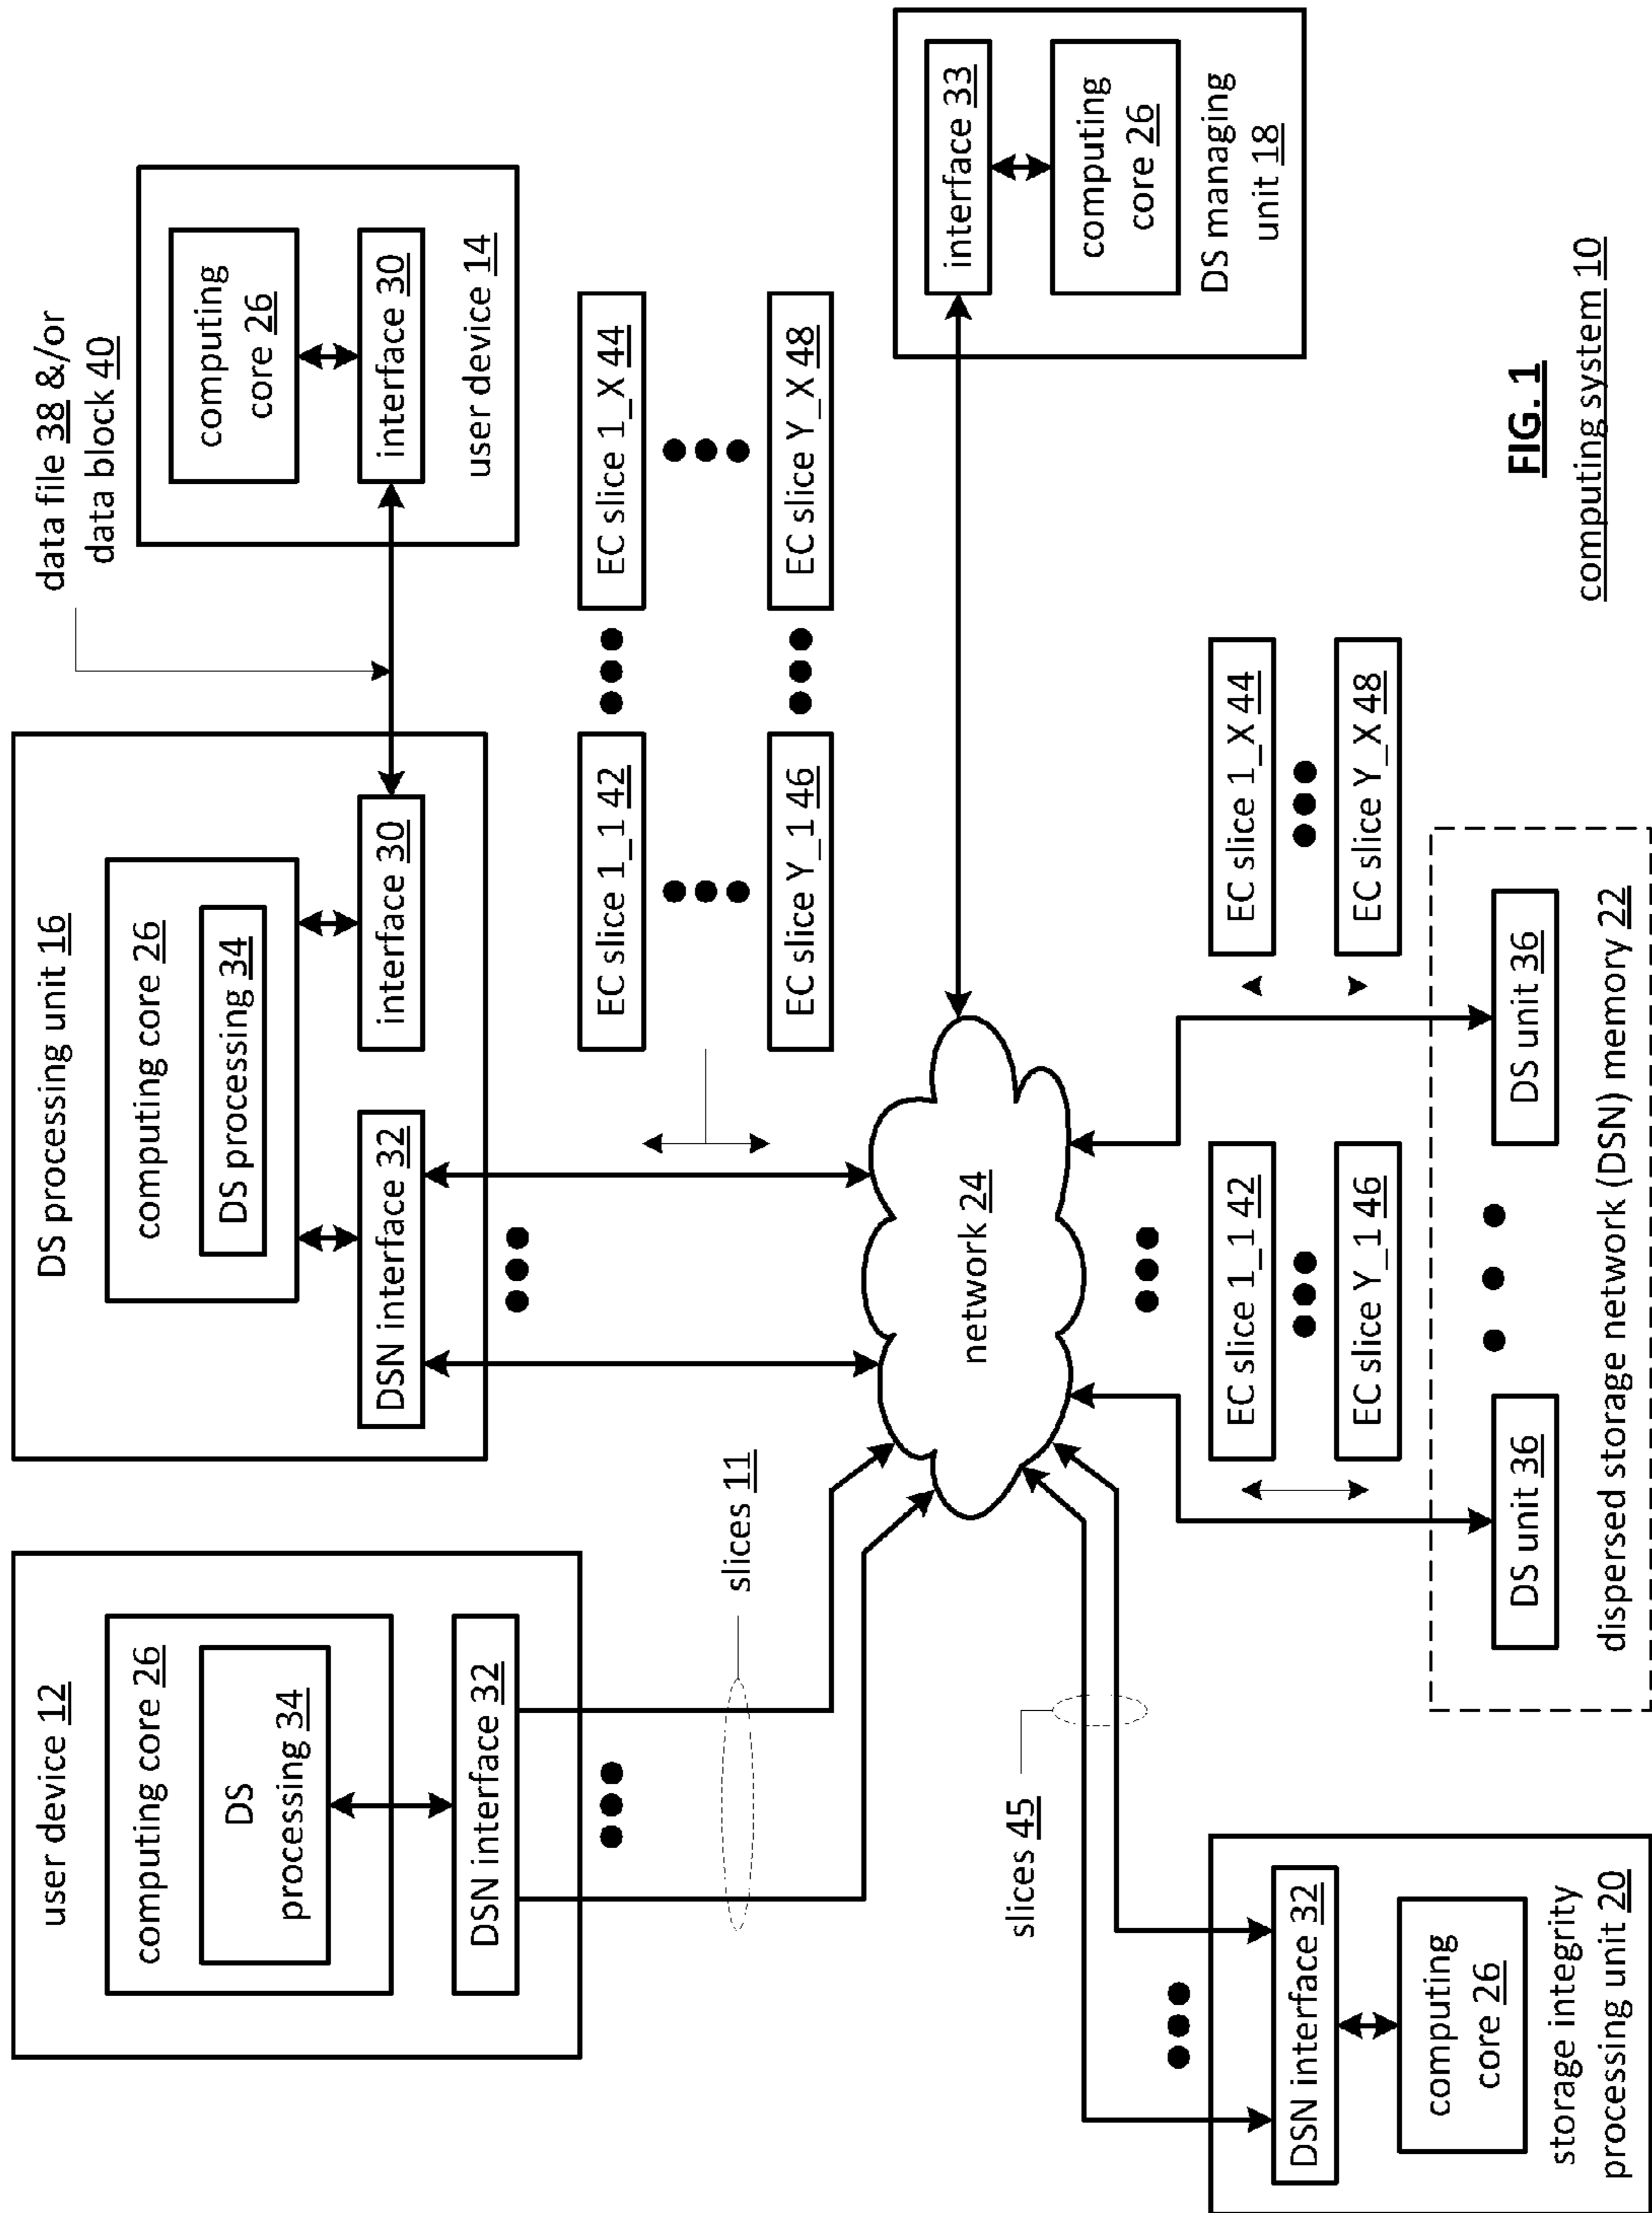 user device 12
computing core 26
DS
processing 34
DSN interface 32
DS processing unit 16
computing core 26
DS processing 34
DSN interface 32
interface 30
data file 38 &/or
data block 40
computing
core 26
interface 30
user device 14
slices 11
EC slice 1_1 42
EC slice 1_X 44
EC slice Y_1 46
EC slice Y_X 48
network 24
interface 33
computing
core 26
DS managing
unit 18
slices 45
DSN interface 32
computing
core 26
storage integrity
processing unit 20
EC slice 1_1 42
EC slice 1_X 44
EC slice Y_1 46
EC slice Y_X 48
DS unit 36
DS unit 36
dispersed storage network (DSN) memory 22
FIG. 1
computing system 10